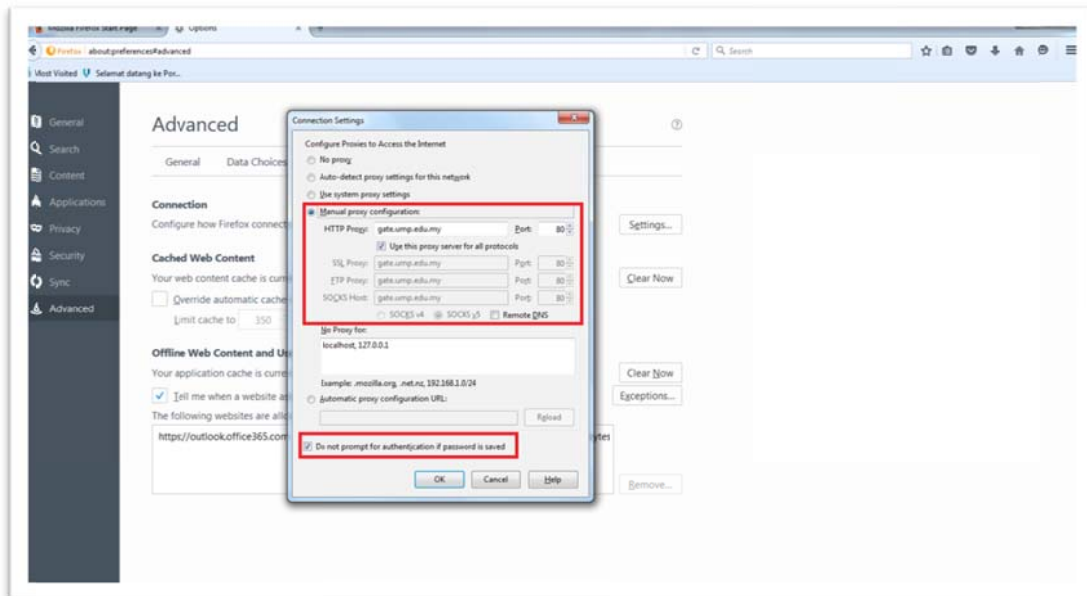 Mozilla Firefox Start Page
Options
Firefox about:preferences#advanced
Search
Most Visited Selamat datang ke Por...
General
Search
Content
Applications
Privacy
Security
Sync
Advanced
Advanced
General Data Choices
Connection
Configure how Firefox connect
Settings...
Cached Web Content
Your web content cache is curr
Clear Now
Override automatic cache
Limit cache to 350
Offline Web Content and Us
Your application cache is curre
Clear Now
Tell me when a website as
Exceptions...
The following websites are allo
https://outlook.office365.com
ytes
Remove...
Connection Settings
Configure Proxies to Access the Internet
No proxy
Auto-detect proxy settings for this network
Use system proxy settings
Manual proxy configuration:
HTTP Proxy: gate.ump.edu.my Port: 80
Use this proxy server for all protocols
SSL Proxy: gate.ump.edu.my Port: 80
FTP Proxy: gate.ump.edu.my Port: 80
SOCKS Host: gate.ump.edu.my Port: 80
SOCKS v4 SOCKS v5 Remote DNS
No Proxy for:
localhost, 127.0.0.1
Example: .mozilla.org, .net.nz, 192.168.1.0/24
Automatic proxy configuration URL:
Reload
Do not prompt for authentication if password is saved
OK Cancel Help